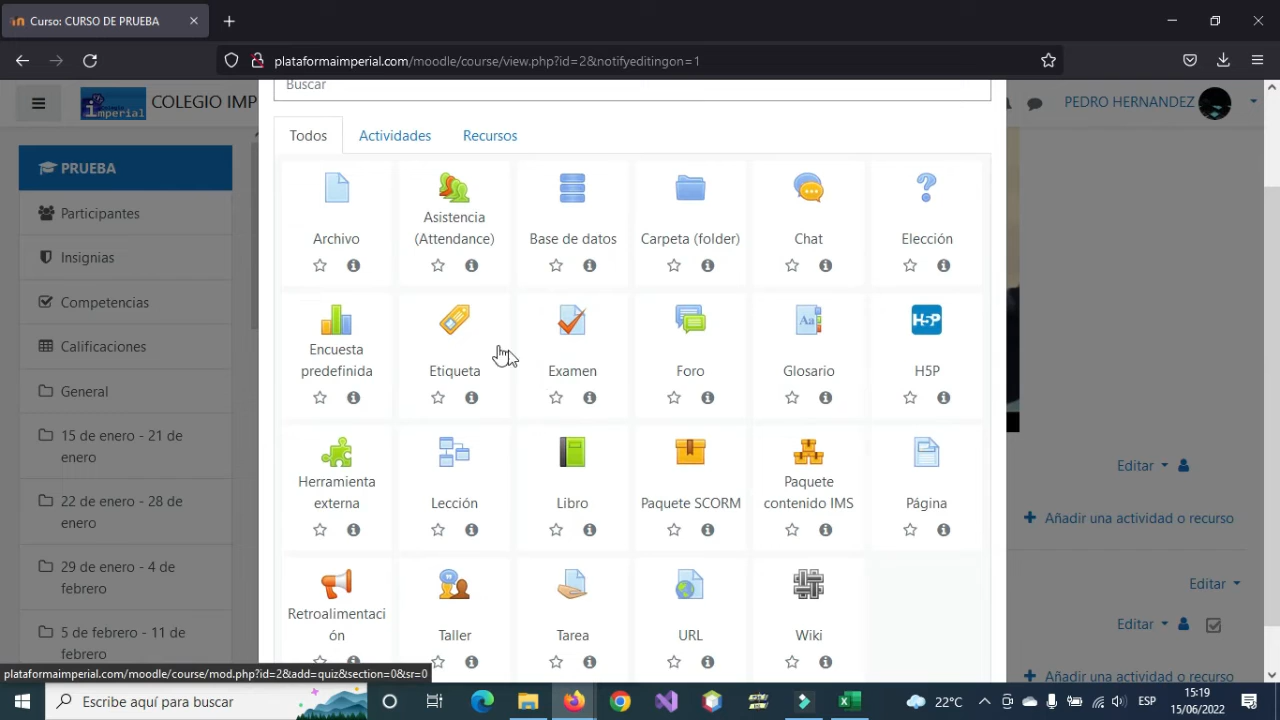 Curso: CURSO DE PRUEBA
plataformaimperial.com/moodle/course/view.php?id=2&notifyeditingon=1
imperial
COLEGIO IMP
PEDRO HERNANDEZ
Buscar
Todos
Actividades
Recursos
PRUEBA
Participantes
Insignias
Competencias
Calificaciones
General
15 de enero - 21 de
enero
22 de enero - 28 de
enero
29 de enero - 4 de
febrero
5 de febrero - 11 de
febrero
Archivo
Asistencia
(Attendance)
Base de datos
Carpeta (folder)
Chat
Elección
Encuesta
predefinida
Etiqueta
Examen
Foro
Glosario
H5P
H5P
Herramienta
externa
Lección
Libro
Paquete SCORM
Paquete
contenido IMS
Página
Retroalimentaci
ón
Taller
Tarea
URL
Wiki
Editar
Añadir una actividad o recurso
Editar
Editar
Añadir una actividad o recurso
plataformaimperial.com/moodle/course/mod.php?id=2&add=quiz&section=0&sr=0
Escribe aquí para buscar
22°C
ESP
15:19
15/06/2022